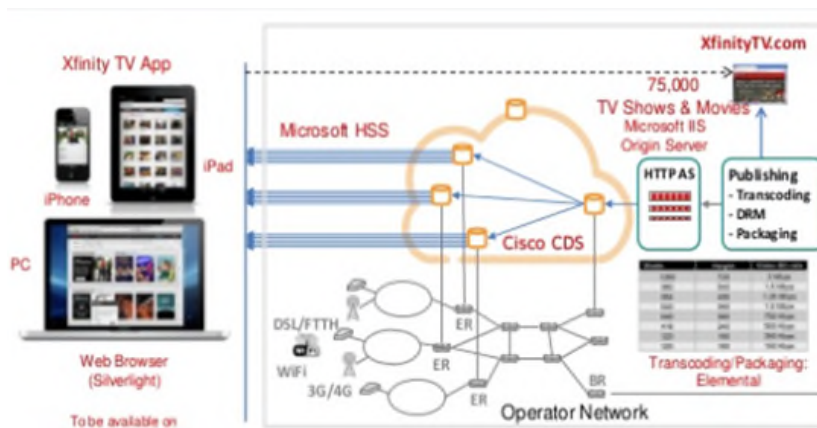 XfinityTV.com
Xfinity TV App
75,000
TV Shows & Movies
Microsoft IIS
Origin Server
Microsoft HSS
iPad
iPhone
HTTP AS
Publishing
- Transcoding
- DRM
- Packaging
Cisco CDS
PC
DSL/FTTH
WiFi
3G/4G
ER
ER
ER
BR
Web Browser
(Silverlight)
Transcoding/Packaging:
Elemental
Operator Network
To be available on